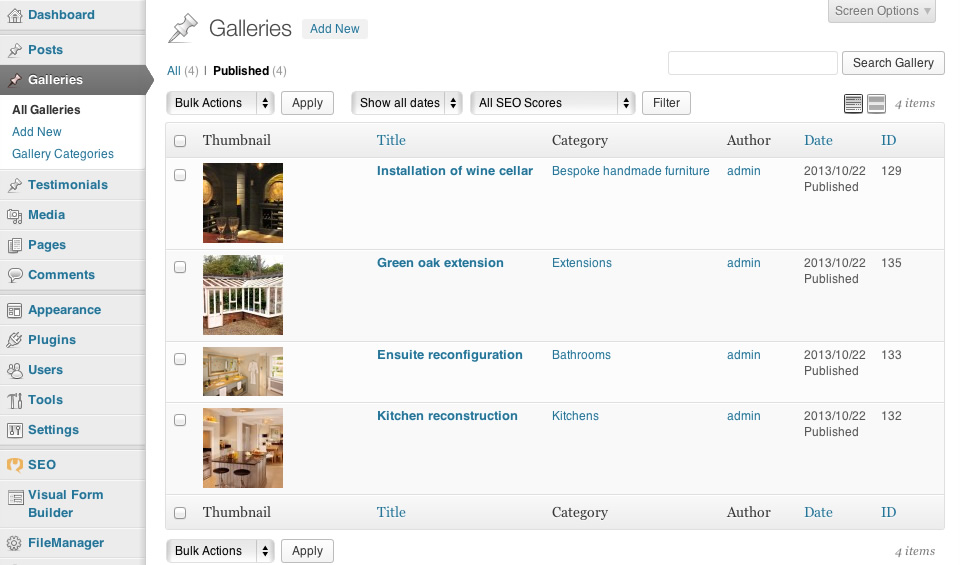 Dashboard
Posts
Galleries
All Galleries
Add New
Gallery Categories
Testimonials
Media
Pages
Comments
Appearance
Plugins
Users
Tools
Settings
SEO
Visual Form
Builder
FileManager
Screen Options ▼
Galleries Add New
All (4) | Published (4)
Search Gallery
Bulk Actions Apply Show all dates All SEO Scores Filter 4 items
Thumbnail Title Category Author Date ID
Installation of wine cellar Bespoke handmade furniture admin 2013/10/22 129
Published
Green oak extension Extensions admin 2013/10/22 135
Published
Ensuite reconfiguration Bathrooms admin 2013/10/22 133
Published
Kitchen reconstruction Kitchens admin 2013/10/22 132
Published
Thumbnail Title Category Author Date ID
Bulk Actions Apply 4 items